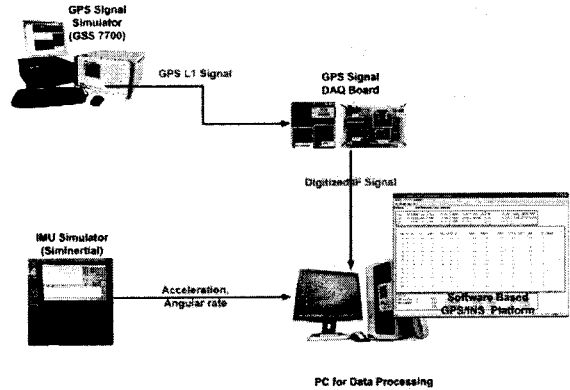 GPS Signal
Simulator
(GSS 7700)
GPS L1 Signal
GPS Signal
DAQ Board
Digitized IF Signal
IMU Simulator
(Siminertial)
Acceleration,
Angular rate
Software Based
GPS/INS Platform
PC for Data Processing